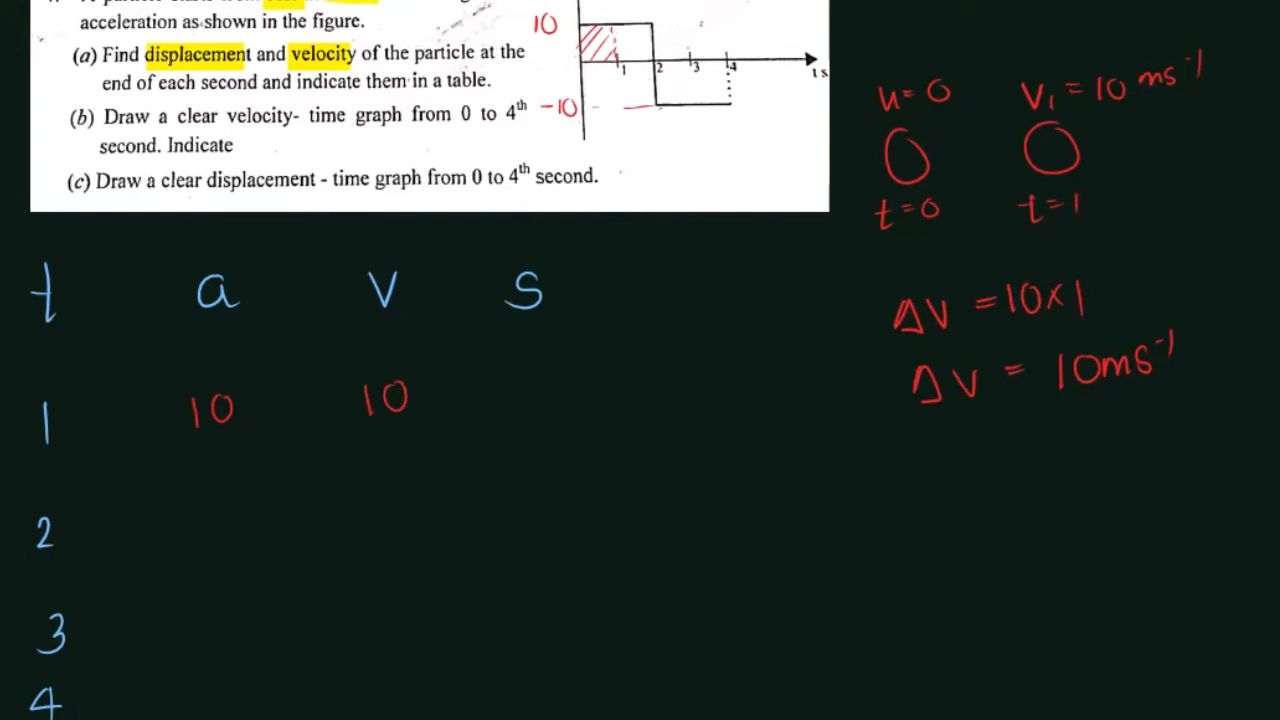 acceleration as shown in the figure.
(a) Find displacement and velocity of the particle at the
end of each second and indicate them in a table.
(b) Draw a clear velocity- time graph from 0 to 4th
second. Indicate
(c) Draw a clear displacement - time graph from 0 to 4th second.
10
-10
1 2 3 4
t s
u = 0 V1 = 10 ms-1
t = 0 t = 1
ΔV = 10 × 1
ΔV = 10ms-1
t a V S
1 10 10
2
3
4